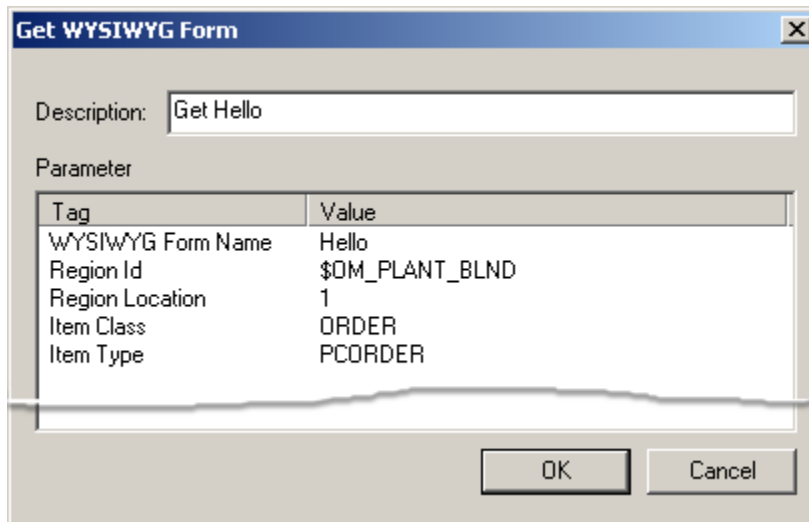 Get WYSIWYG Form
Description: Get Hello
Parameter
Tag Value
WYSIWYG Form Name Hello
Region Id $OM_PLANT_BLND
Region Location 1
Item Class ORDER
Item Type PCORDER
OK Cancel